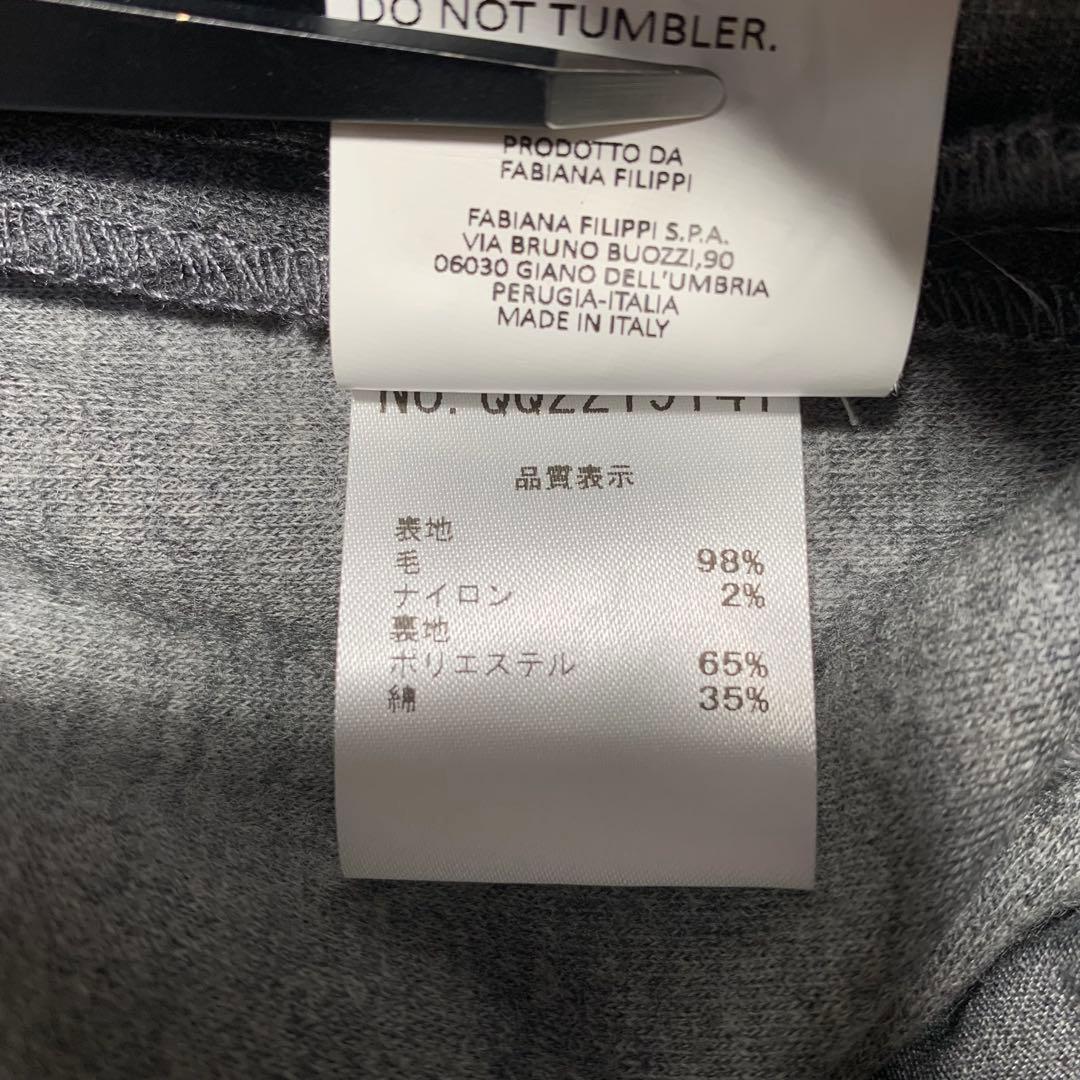 DO NOT TUMBLER.
PRODOTTO DA
FABIANA FILIPPI
FABIANA FILIPPI S.P.A.
VIA BRUNO BUOZZI,90
06030 GIANO DELL'UMBRIA
PERUGIA-ITALIA
MADE IN ITALY
NO.
品質表示
表地
毛 98%
ナイロン 2%
裏地
ポリエステル 65%
綿 35%